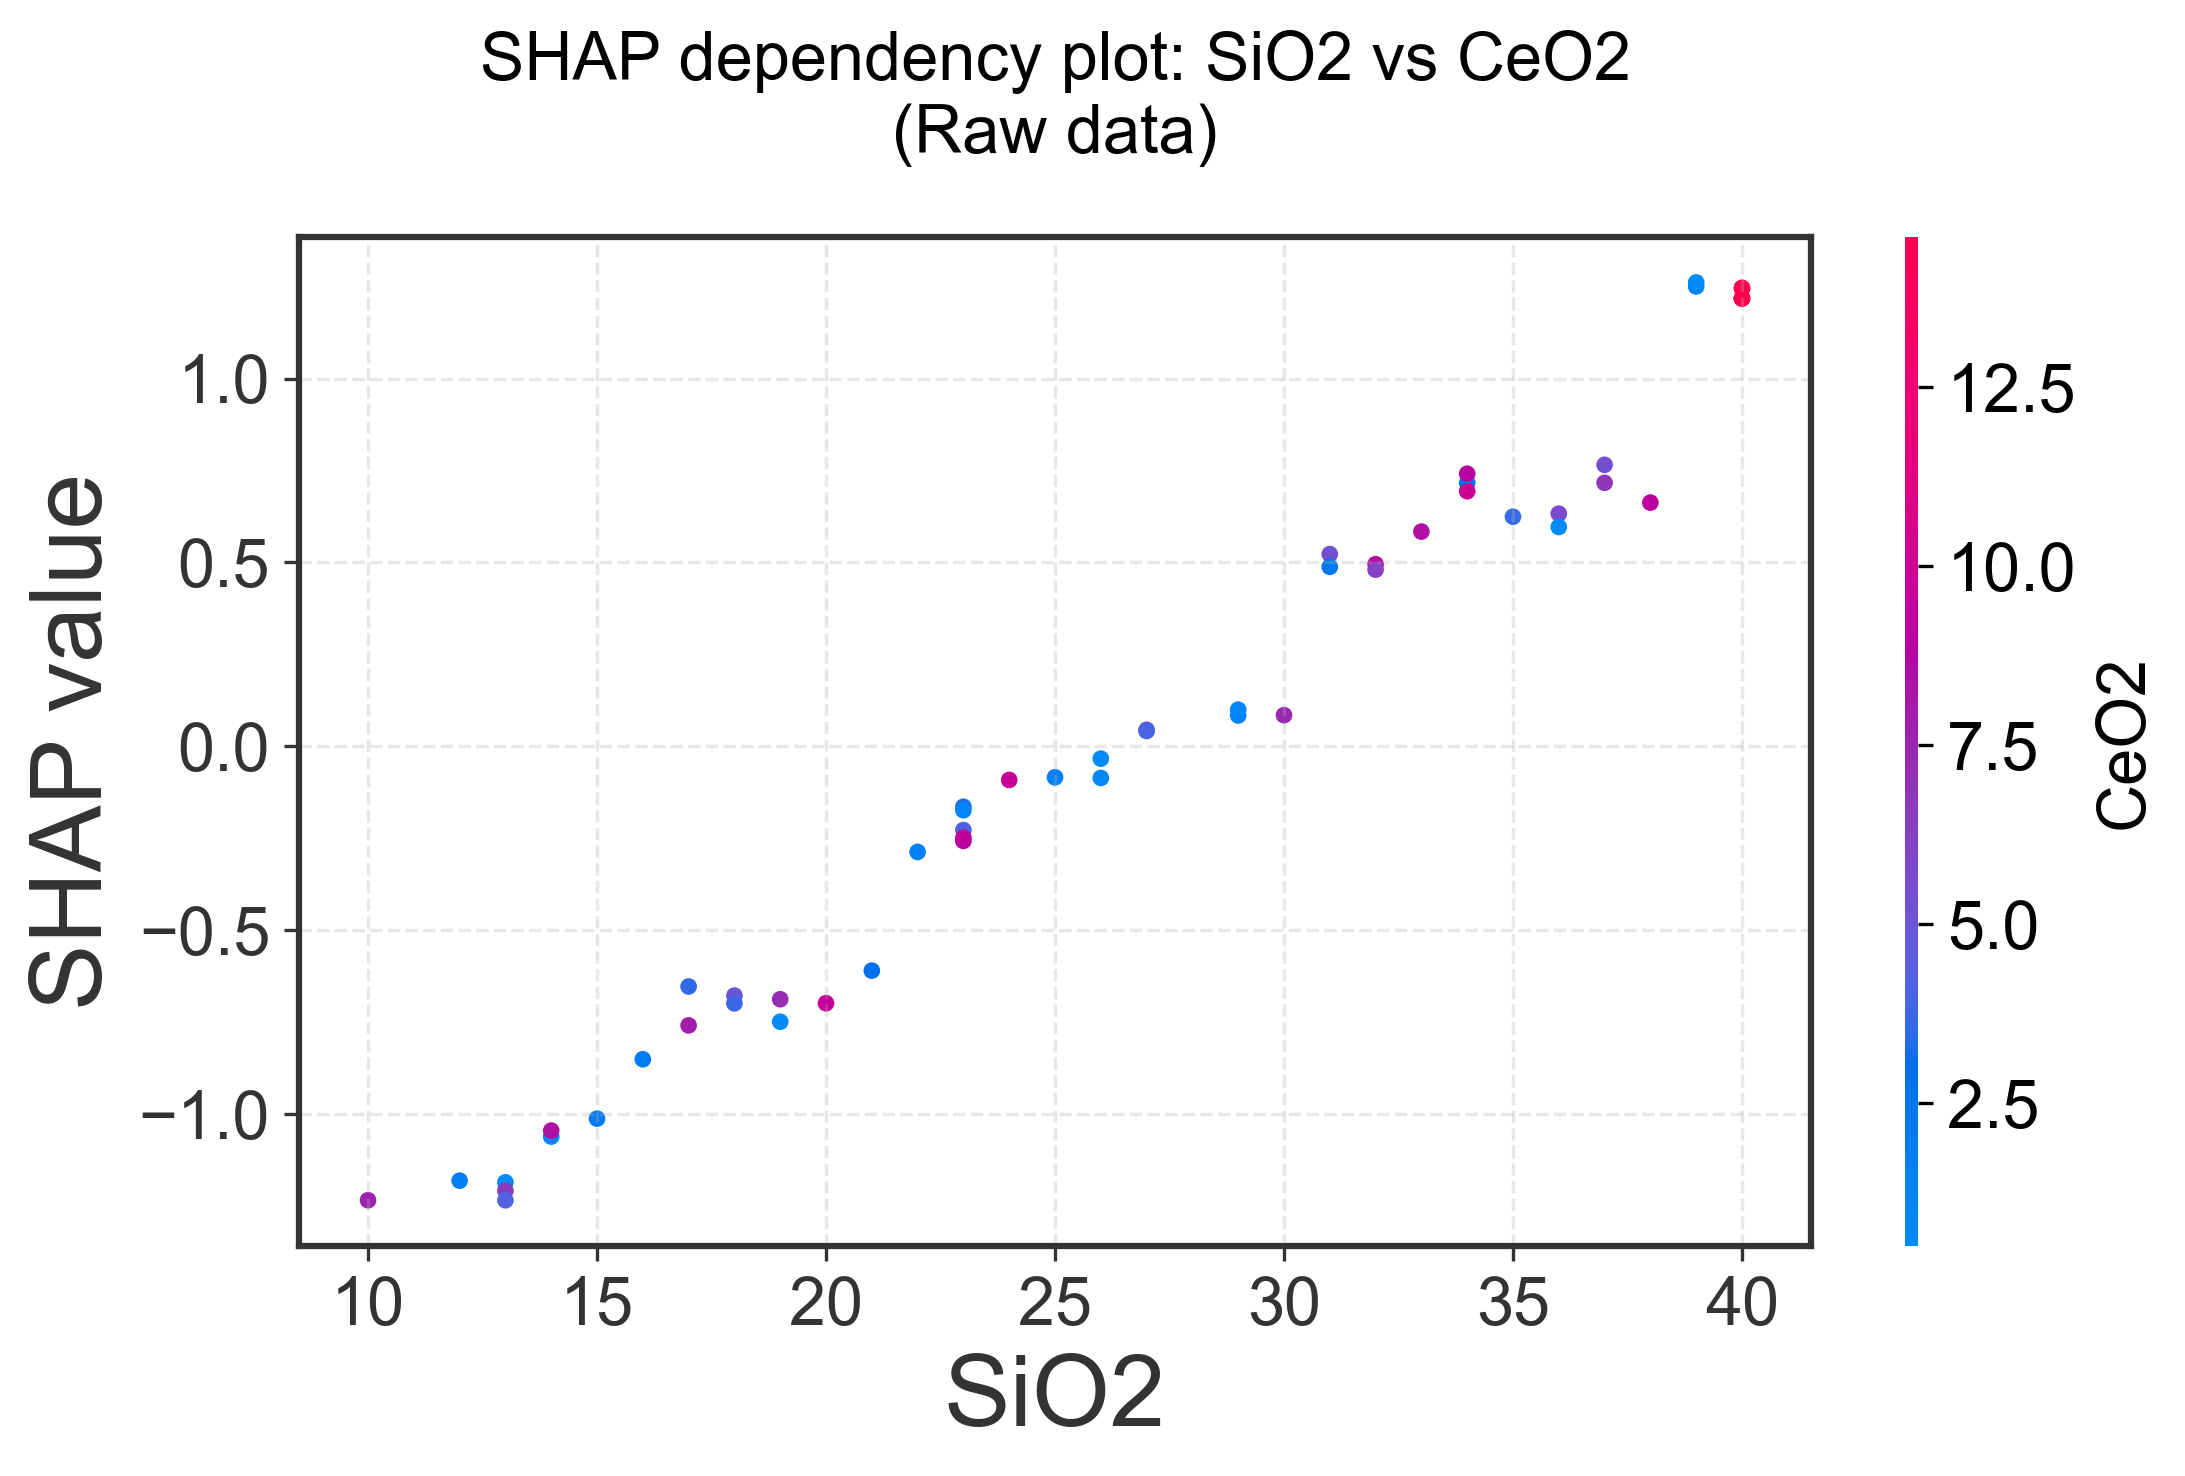 SHAP dependency plot: SiO2 vs CeO2
(Raw data)
SHAP value
1.0
0.5
0.0
−0.5
−1.0
10 15 20 25 30 35 40
SiO2
12.5
10.0
7.5
5.0
2.5
CeO2